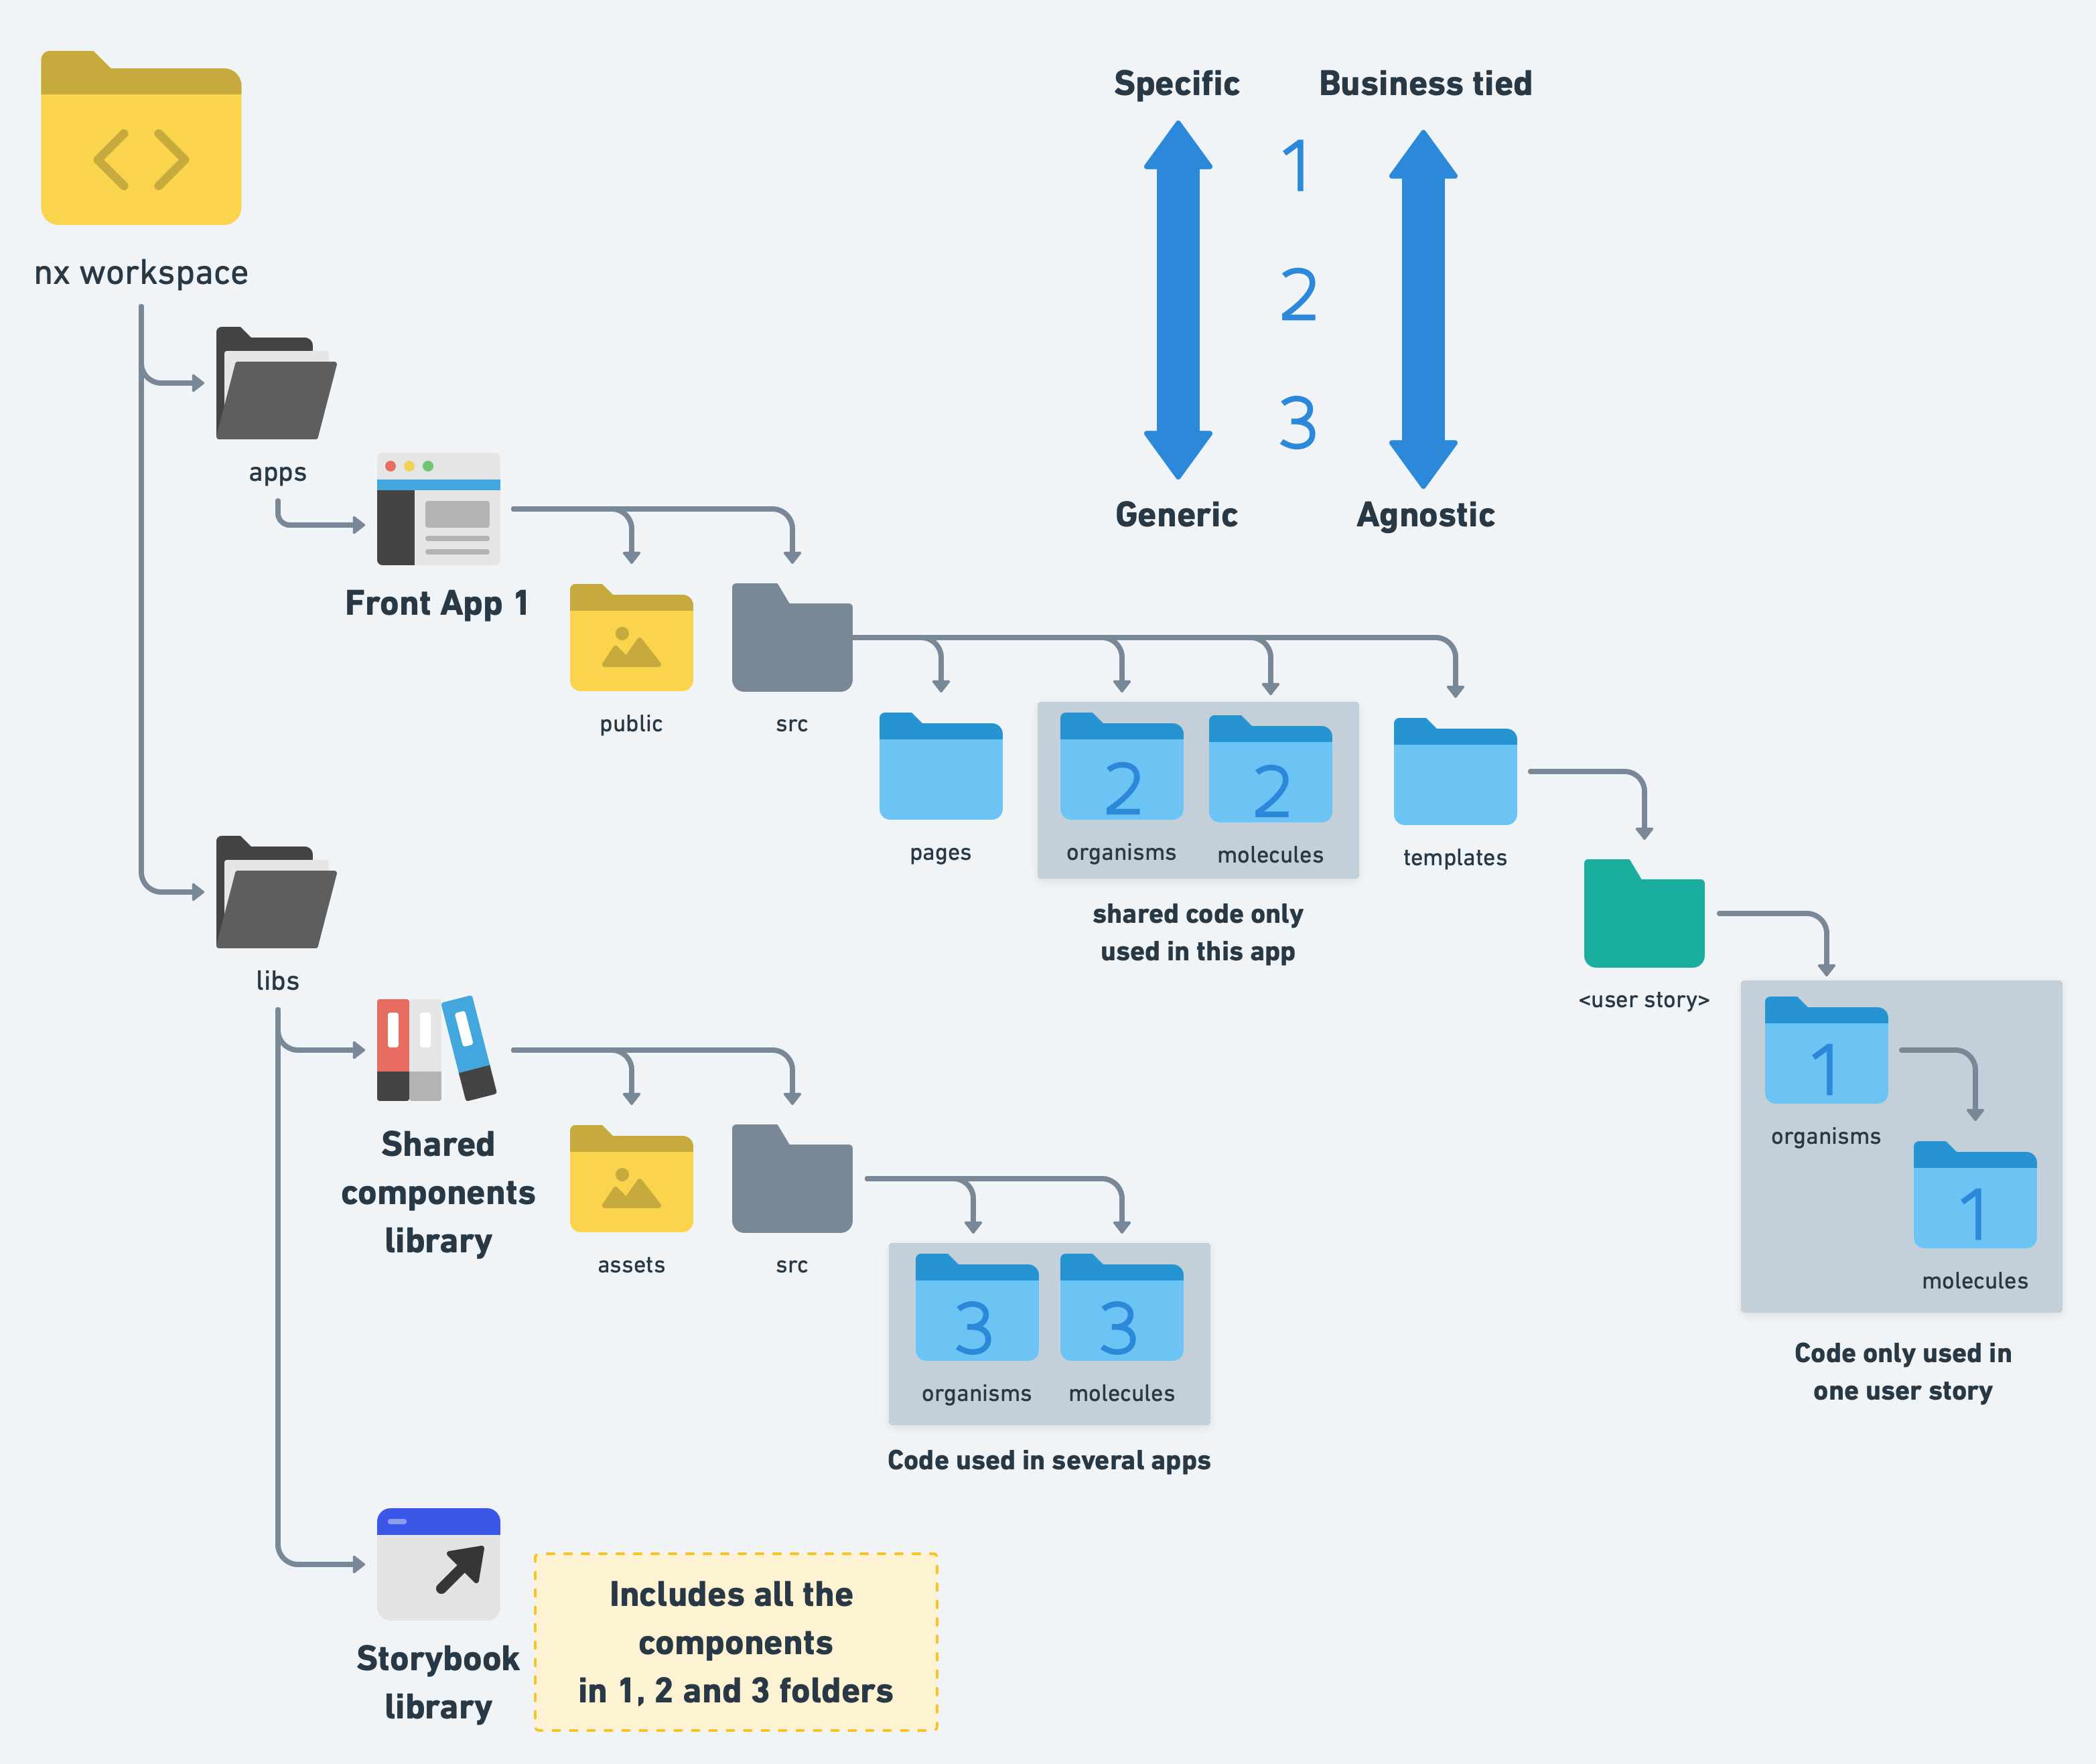 Specific
Business tied
1
2
3
Generic
Agnostic
nx workspace
apps
Front App 1
public
src
pages
2
organisms
2
molecules
shared code only
used in this app
templates
<user story>
1
organisms
1
molecules
Code only used in
one user story
libs
Shared
components
library
assets
src
3
organisms
3
molecules
Code used in several apps
Storybook
library
Includes all the
components
in 1, 2 and 3 folders